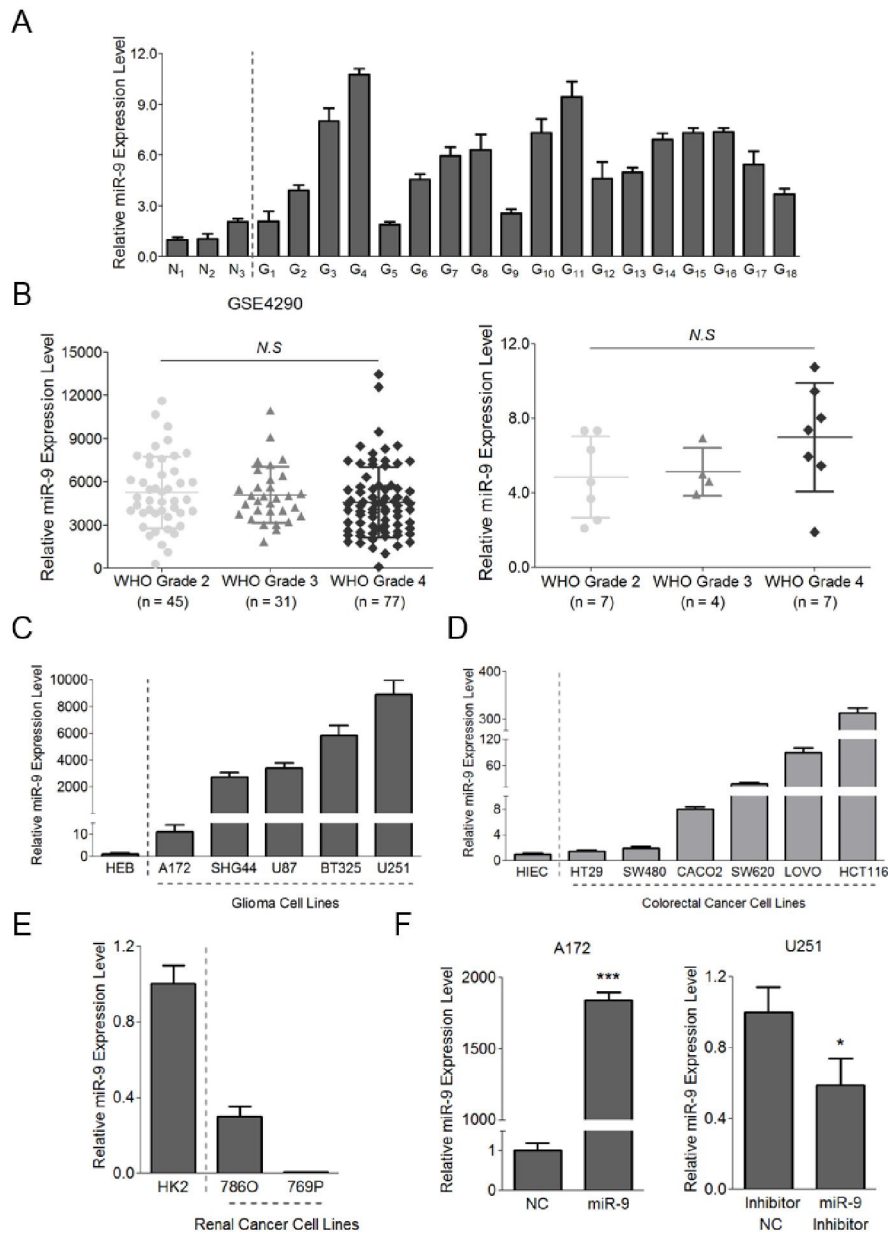 A
Relative miR-9 Expression Level
12.0
9.0
6.0
3.0
0.0
N1 N2 N3 G1 G2 G3 G4 G5 G6 G7 G8 G9 G10 G11 G12 G13 G14 G15 G16 G17 G18
B
GSE4290
Relative miR-9 Expression Level
15000
12000
9000
6000
3000
0
N.S
WHO Grade 2 WHO Grade 3 WHO Grade 4
(n = 45) (n = 31) (n = 77)
Relative miR-9 Expression Level
12.0
8.0
4.0
0.0
N.S
WHO Grade 2 WHO Grade 3 WHO Grade 4
(n = 7) (n = 4) (n = 7)
C
Relative miR-9 Expression Level
10000
8000
6000
4000
2000
10
0
HEB A172 SHG44 U87 BT325 U251
Glioma Cell Lines
D
Relative miR-9 Expression Level
400
300
120
60
8
4
0
HIEC HT29 SW480 CACO2 SW620 LOVO HCT116
Colorectal Cancer Cell Lines
E
Relative miR-9 Expression Level
1.2
0.8
0.4
0.0
HK2 786O 769P
Renal Cancer Cell Lines
F
A172
Relative miR-9 Expression Level
2000
1750
1500
1000
1
0
***
NC miR-9
U251
Relative miR-9 Expression Level
1.2
0.8
0.4
0.0
*
Inhibitor miR-9
NC Inhibitor